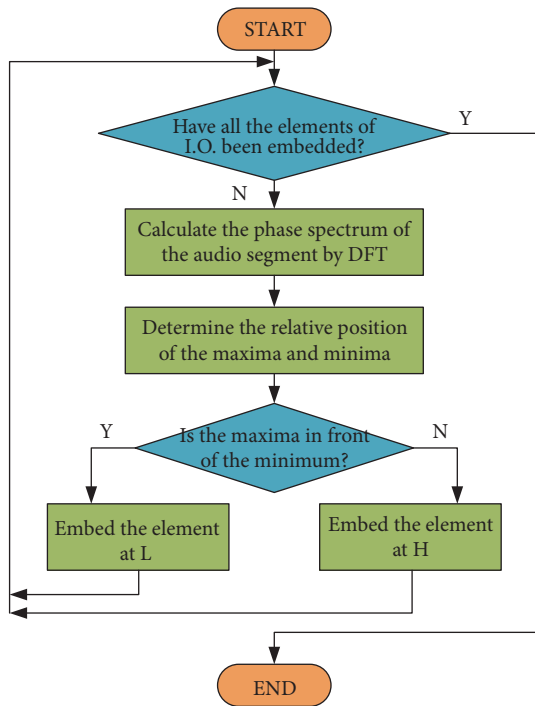 START
Have all the elements of
I.O. been embedded?
Y
N
Calculate the phase spectrum of
the audio segment by DFT
Determine the relative position
of the maxima and minima
Y
Is the maxima in front
of the minimum?
N
Embed the element
at L
Embed the element
at H
END